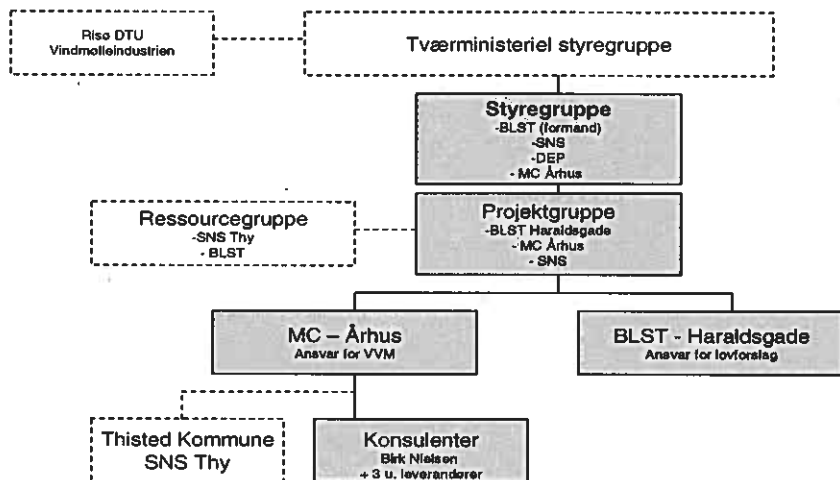 Risø DTU
Vindmølleindustrien
Tværministeriel styregruppe
Styregruppe
-BLST (formand)
-SNS
-DEP
- MC Århus
Ressourcegruppe
-SNS Thy
- BLST
Projektgruppe
-BLST Haraldsgade
- MC Århus
- SNS
MC – Århus
Ansvar for VVM
BLST - Haraldsgade
Ansvar for lovforslag
Thisted Kommune
SNS Thy
Konsulenter
Birk Nielsen
+ 3 u. leverandører